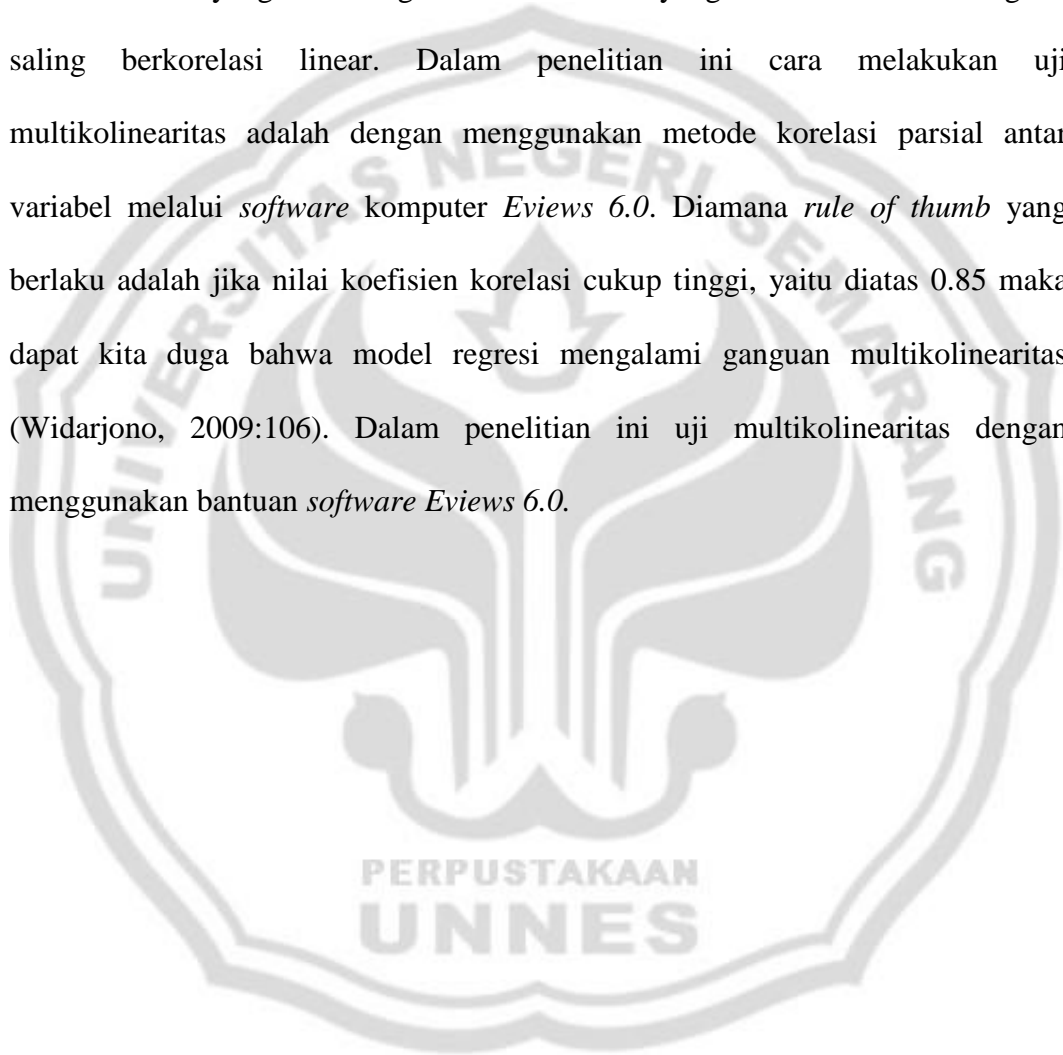 saling berkorelasi linear. Dalam penelitian ini cara melakukan uji
multikolinearitas adalah dengan menggunakan metode korelasi parsial antar
variabel melalui software komputer Eviews 6.0. Diamana rule of thumb yang
berlaku adalah jika nilai koefisien korelasi cukup tinggi, yaitu diatas 0.85 maka
dapat kita duga bahwa model regresi mengalami ganguan multikolinearitas
(Widarjono, 2009:106). Dalam penelitian ini uji multikolinearitas dengan
menggunakan bantuan software Eviews 6.0.
UNIVERSITAS NEGERI SEMARANG
PERPUSTAKAAN
UNNES